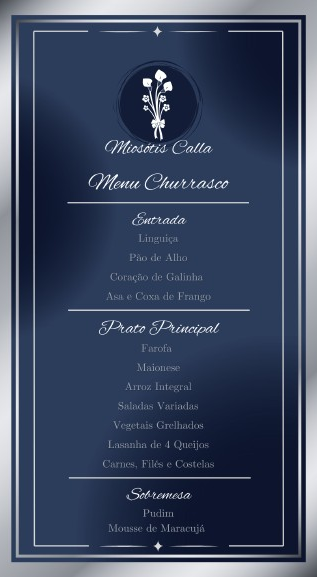 Miosótis Calla
Menu Churrasco
Entrada
Linguiça
Pão de Alho
Coração de Galinha
Asa e Coxa de Frango
Prato Principal
Farofa
Maionese
Arroz Integral
Saladas Variadas
Vegetais Grelhados
Lasanha de 4 Queijos
Carnes, Filés e Costelas
Sobremesa
Pudim
Mousse de Maracujá